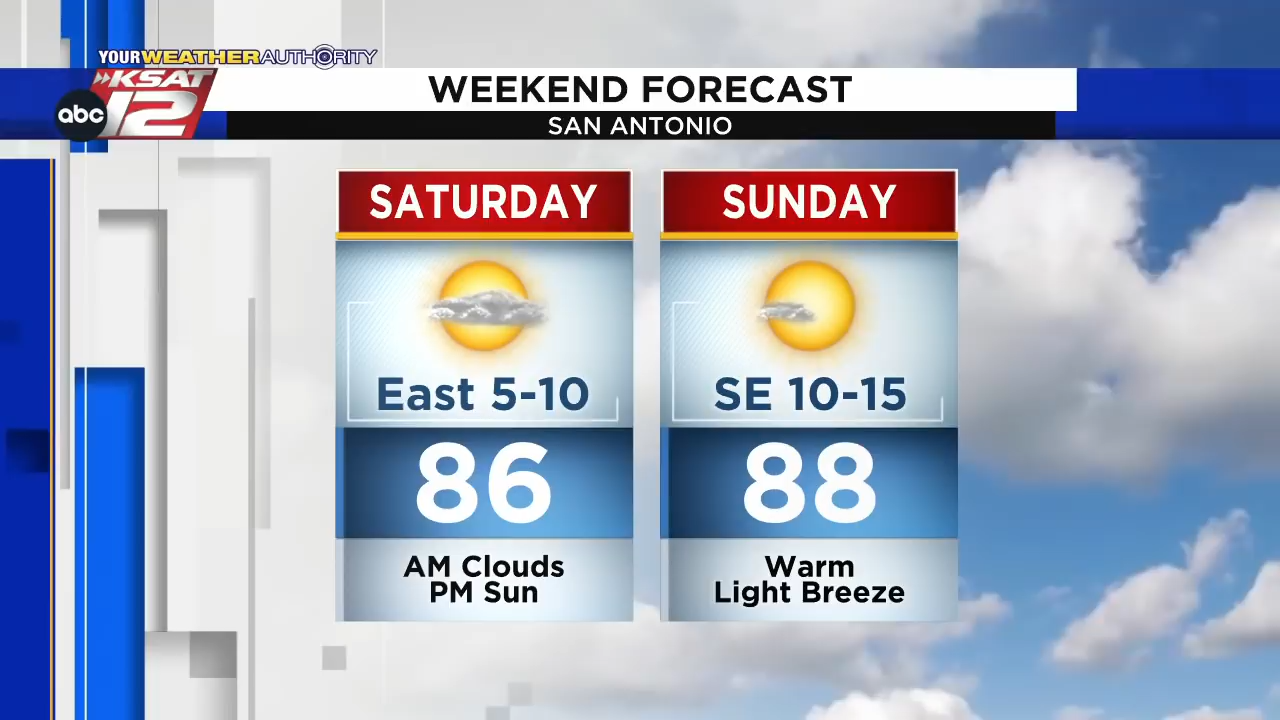 YOUR WEATHER AUTHORITY
KSAT
abc 12
WEEKEND FORECAST
SAN ANTONIO
SATURDAY
East 5-10
86
AM Clouds
PM Sun
SUNDAY
SE 10-15
88
Warm
Light Breeze